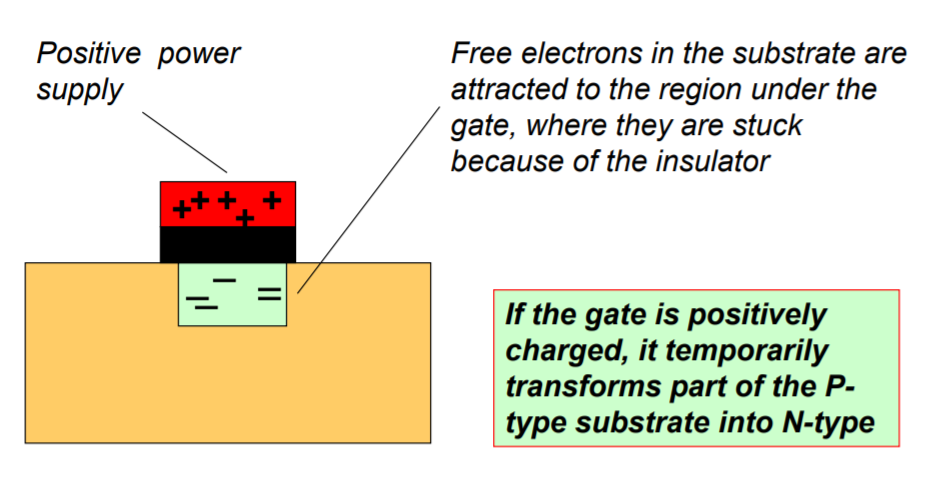 Positive power
supply
Free electrons in the substrate are
attracted to the region under the
gate, where they are stuck
because of the insulator
+ + + + +
If the gate is positively
charged, it temporarily
transforms part of the P-
type substrate into N-type